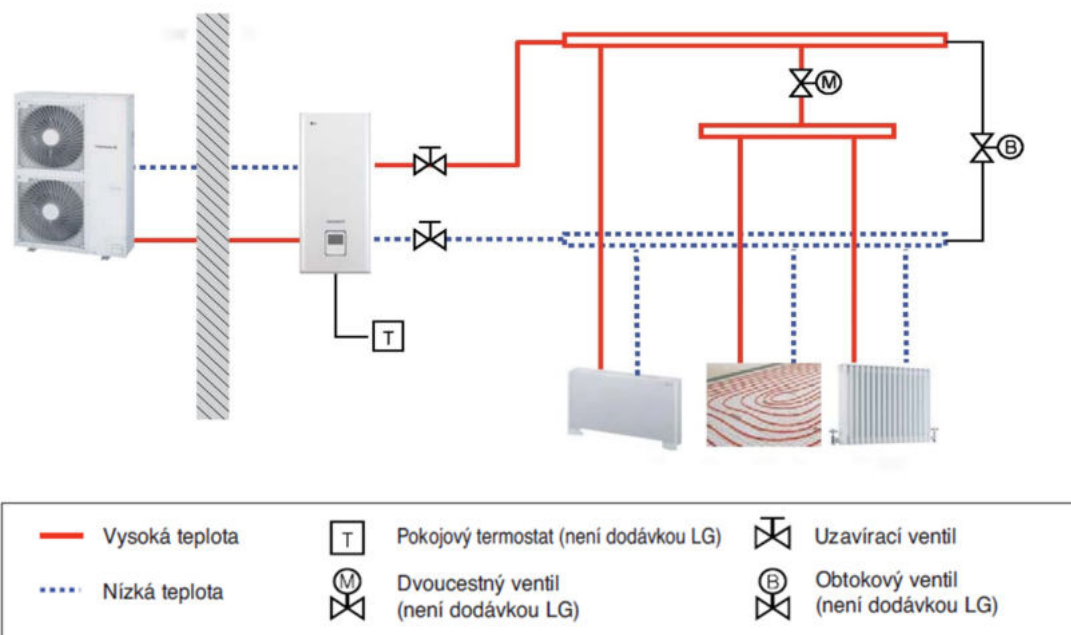 M
B
T
Vysoká teplota
T
Pokojový termostat (není dodávkou LG)
Uzavírací ventil
Nízká teplota
M
Dvoucestný ventil
(není dodávkou LG)
B
Obtokový ventil
(není dodávkou LG)